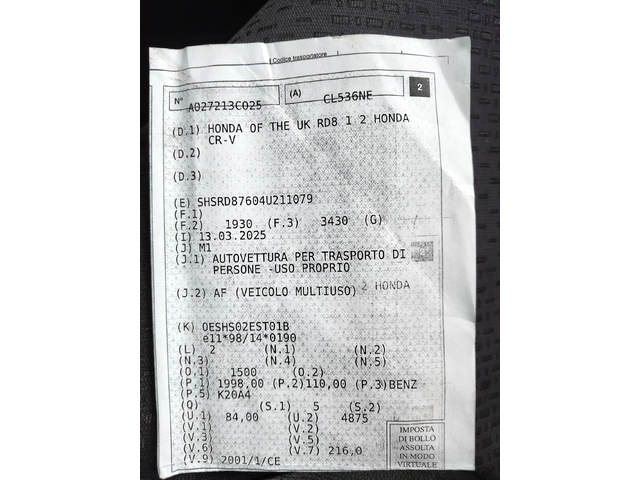 Codice trasportatore
N° A027213C025 (A) CL536NE 2
(D.1) HONDA OF THE UK RD8 1 2 HONDA
CR-V
(D.2)
(D.3)
(E) SHSRD87604U211079
(F.1)
(F.2) 1930 (F.3) 3430 (G)
(I) 13.03.2025
(J) M1
(J.1) AUTOVETTURA PER TRASPORTO DI
PERSONE -USO PROPRIO
(J.2) AF (VEICOLO MULTIUSO) 2 HONDA
(K) OESHS02EST01B
e11*98/14*0190
(L) 2 (N.1) (N.2)
(N.3) (N.4) (N.5)
(O.1) 1500 (O.2)
(P.1) 1998,00 (P.2)110,00 (P.3)BENZ
(P.5) K20A4
(Q) (S.1) 5 (S.2)
(U.1) 84,00 (U.2) 4875
(V.1) (V.2)
(V.3) (V.5)
(V.6) (V.7) 216,0
(V.9) 2001/1/CE
IMPOSTA
DI BOLLO
ASSOLTA
IN MODO
VIRTUALE